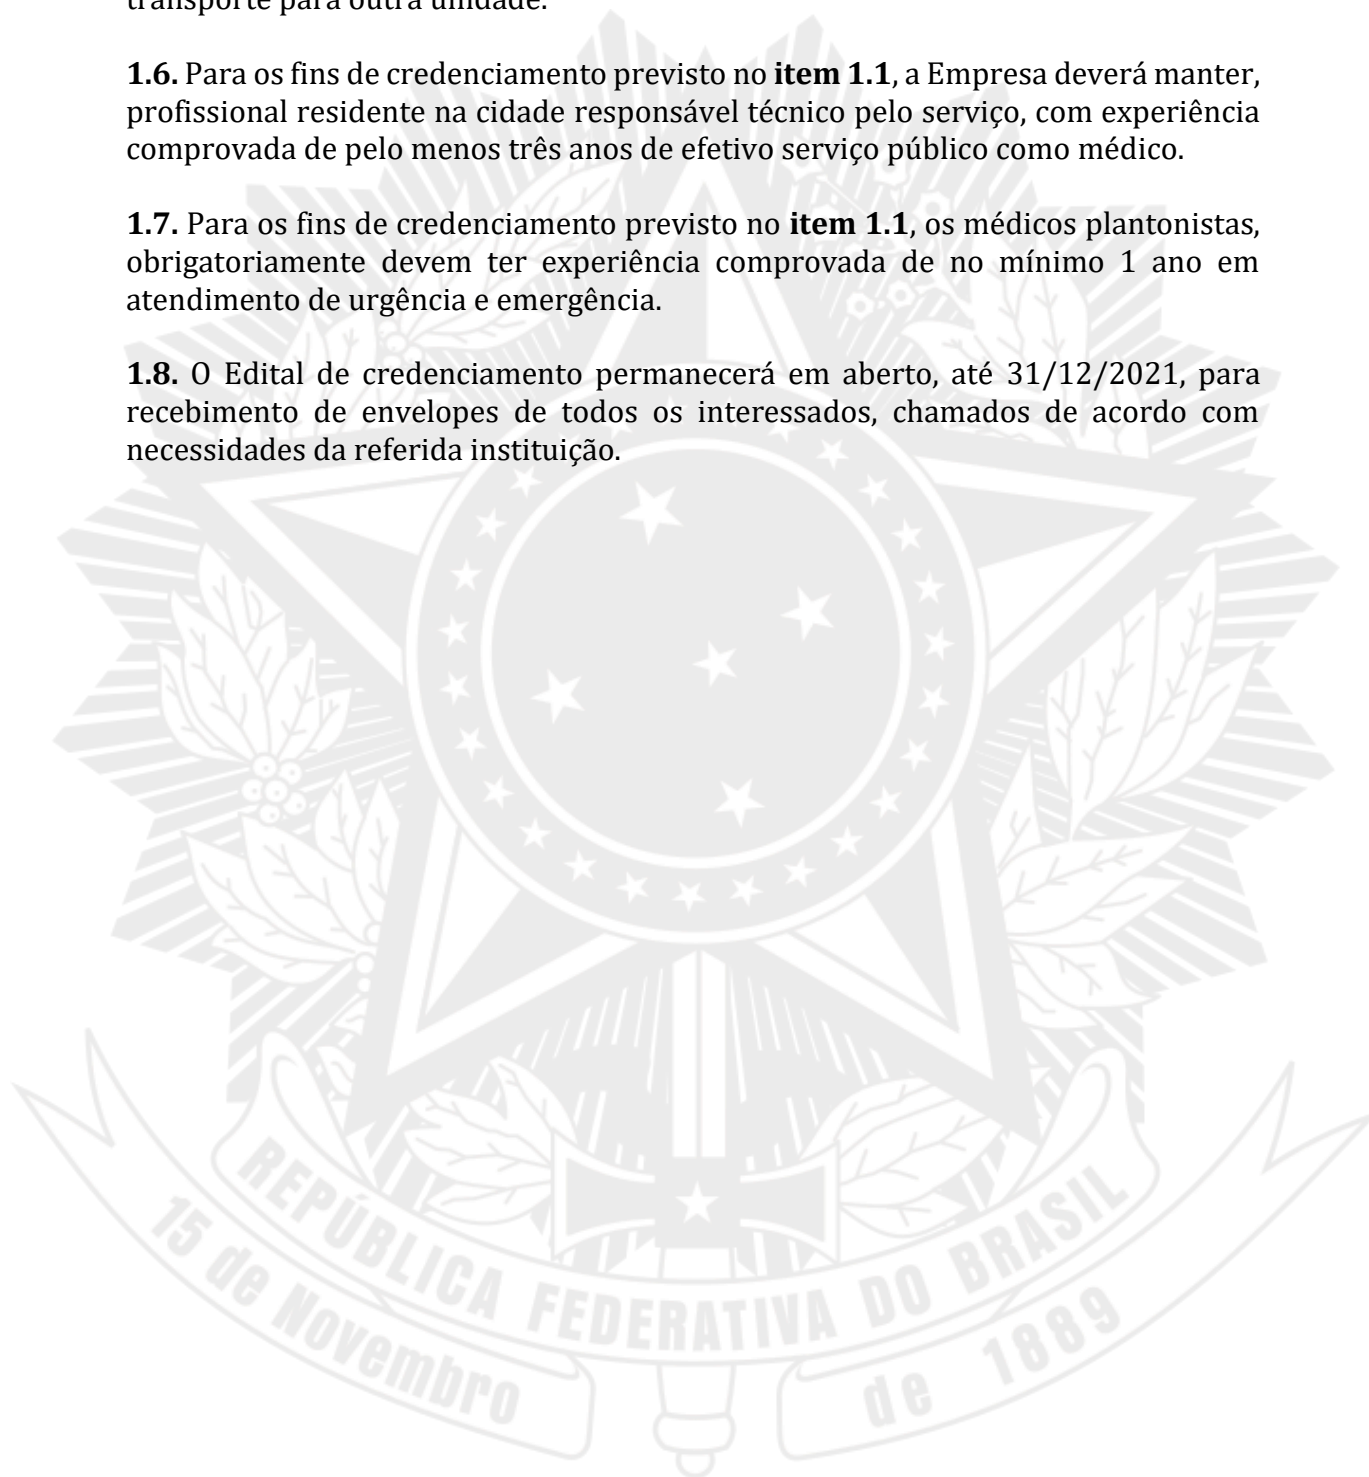 transporte para outra unidade.
1.6. Para os fins de credenciamento previsto no item 1.1, a Empresa deverá manter,
profissional residente na cidade responsável técnico pelo serviço, com experiência
comprovada de pelo menos três anos de efetivo serviço público como médico.
1.7. Para os fins de credenciamento previsto no item 1.1, os médicos plantonistas,
obrigatoriamente devem ter experiência comprovada de no mínimo 1 ano em
atendimento de urgência e emergência.
1.8. O Edital de credenciamento permanecerá em aberto, até 31/12/2021, para
recebimento de envelopes de todos os interessados, chamados de acordo com
necessidades da referida instituição.
REPÚBLICA FEDERATIVA DO BRASIL
15 de Novembro de 1889